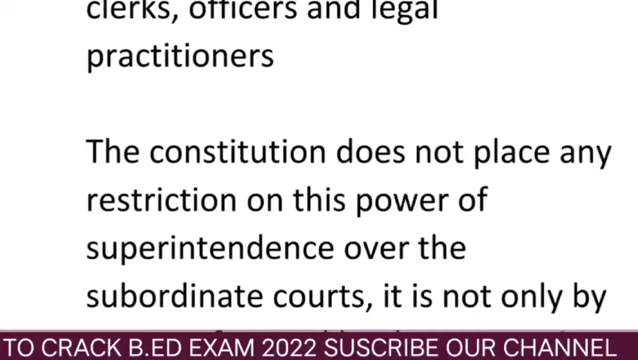 clerks, officers and legal
practitioners
The constitution does not place any
restriction on this power of
superintendence over the
subordinate courts, it is not only by
TO CRACK B.ED EXAM 2022 SUSCRIBE OUR CHANNEL